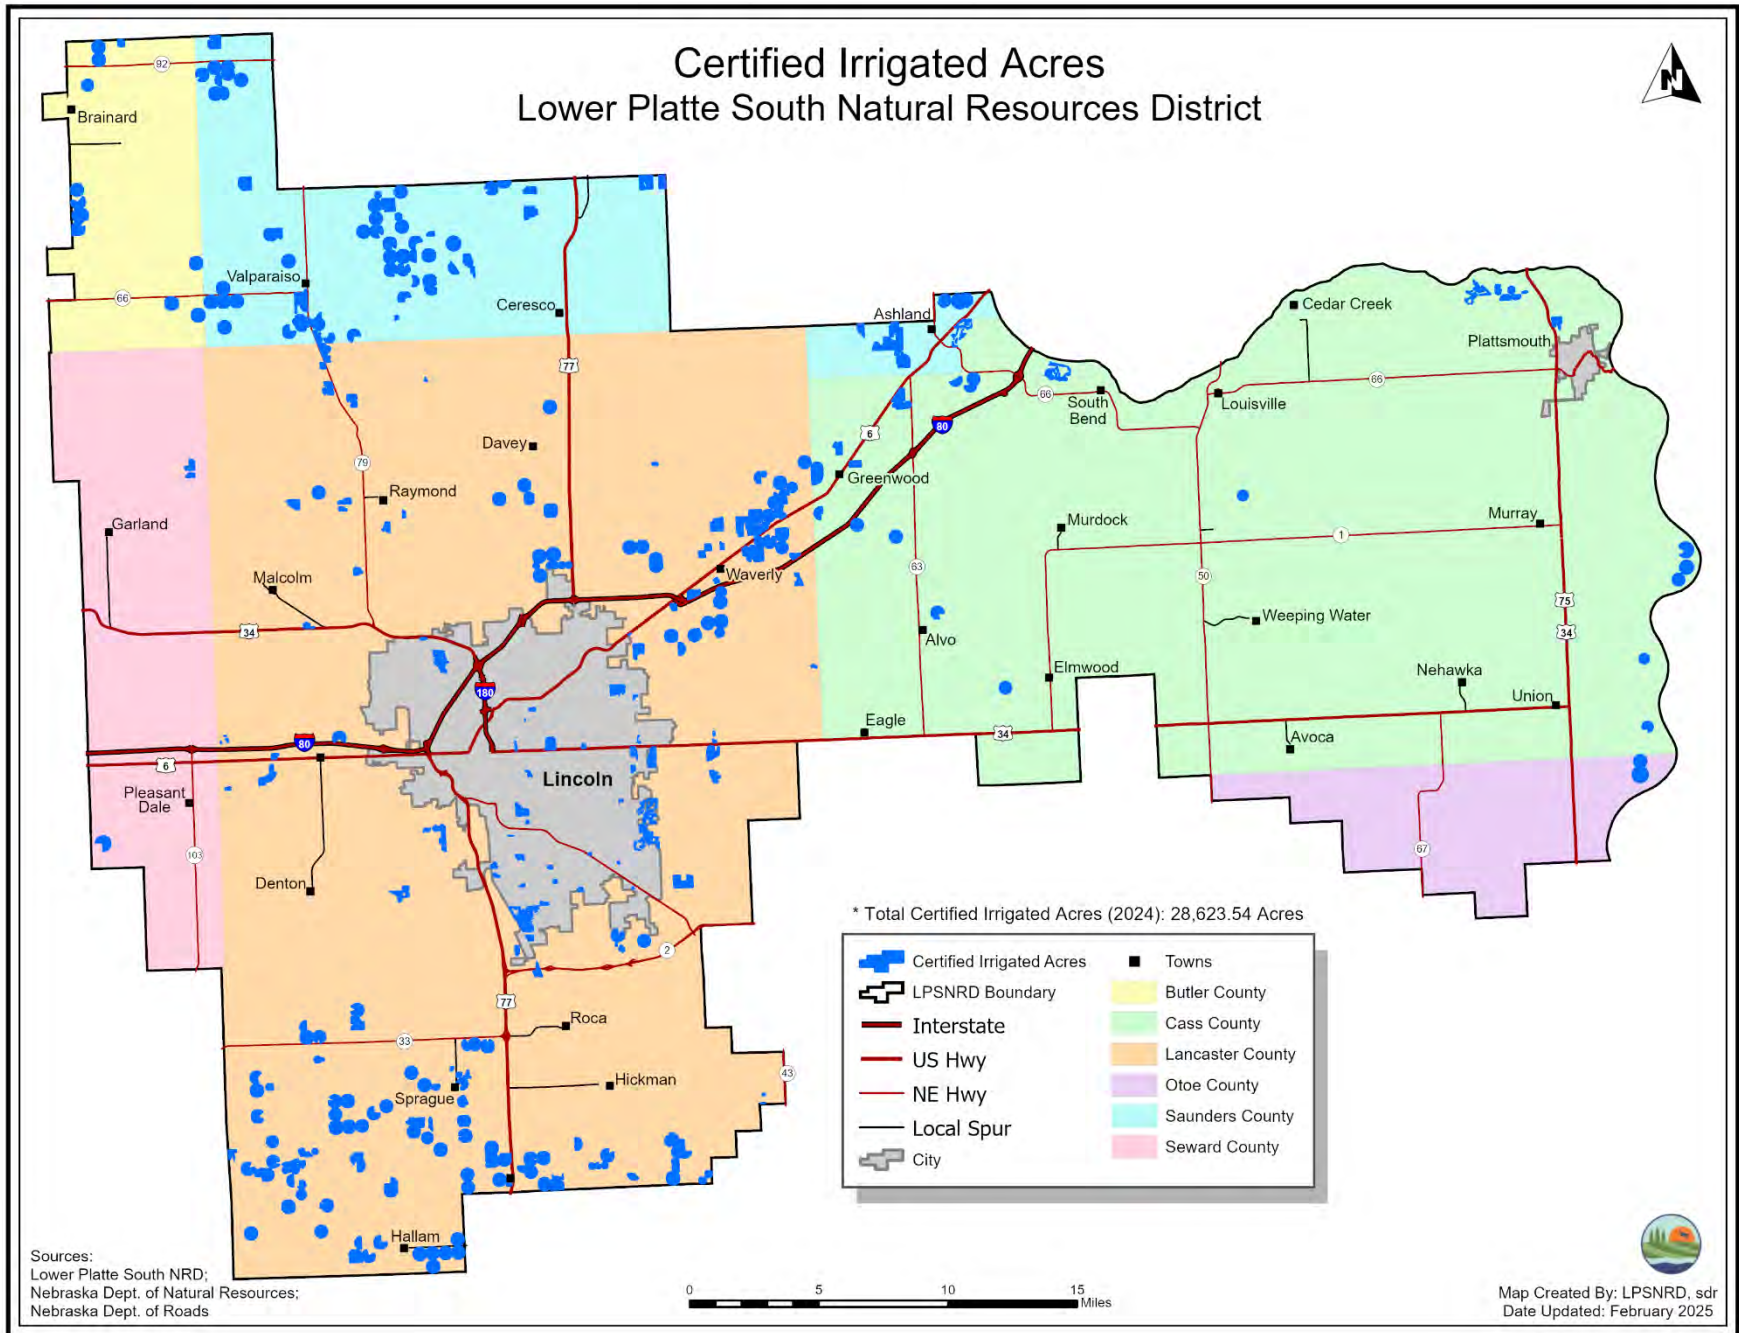 Certified Irrigated Acres
Lower Platte South Natural Resources District
N
92
Brainard
66
Valparaiso
Ceresco
77
Ashland
Cedar Creek
Plattsmouth
66
South
Bend
Louisville
66
6
80
Davey
79
Raymond
Greenwood
Garland
Murdock
Murray
1
Malcolm
Waverly
63
50
34
Weeping Water
75
34
Alvo
Elmwood
Nehawka
Union
180
Eagle
34
Avoca
80
6
Lincoln
Pleasant
Dale
103
67
Denton
2
77
Roca
33
Hickman
43
Sprague
Hallam
* Total Certified Irrigated Acres (2024): 28,623.54 Acres
Certified Irrigated Acres
LPSNRD Boundary
Interstate
US Hwy
NE Hwy
Local Spur
City
Towns
Butler County
Cass County
Lancaster County
Otoe County
Saunders County
Seward County
Sources:
Lower Platte South NRD;
Nebraska Dept. of Natural Resources;
Nebraska Dept. of Roads
0 5 10 15
Miles
Map Created By: LPSNRD, sdr
Date Updated: February 2025